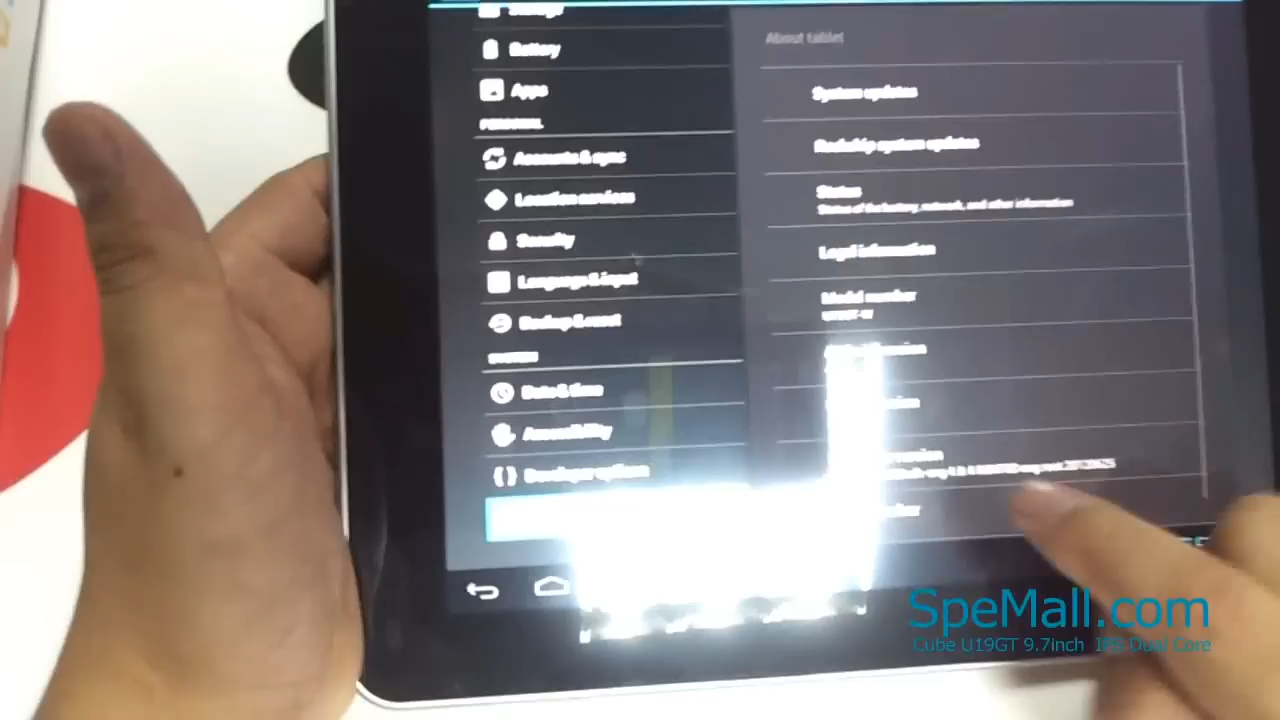 Storage
Battery
Apps
PERSONAL
Accounts & sync
Location services
Security
Language & input
Backup & reset
SYSTEM
Date & time
Accessibility
{ } Developer options
About tablet
System updates
Rockchip system updates
Status
Status of the battery, network, and other information
Legal information
Model number
SpeMall.com
Cube U19GT 9.7inch IPS Dual Core